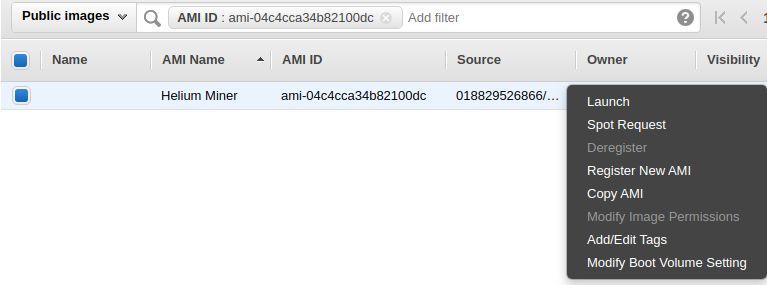 Public images AMI ID : ami-04c4cca34b82100dc Add filter
Name AMI Name AMI ID Source Owner Visibility
Helium Miner ami-04c4cca34b82100dc 018829526866/…
Launch
Spot Request
Deregister
Register New AMI
Copy AMI
Modify Image Permissions
Add/Edit Tags
Modify Boot Volume Setting